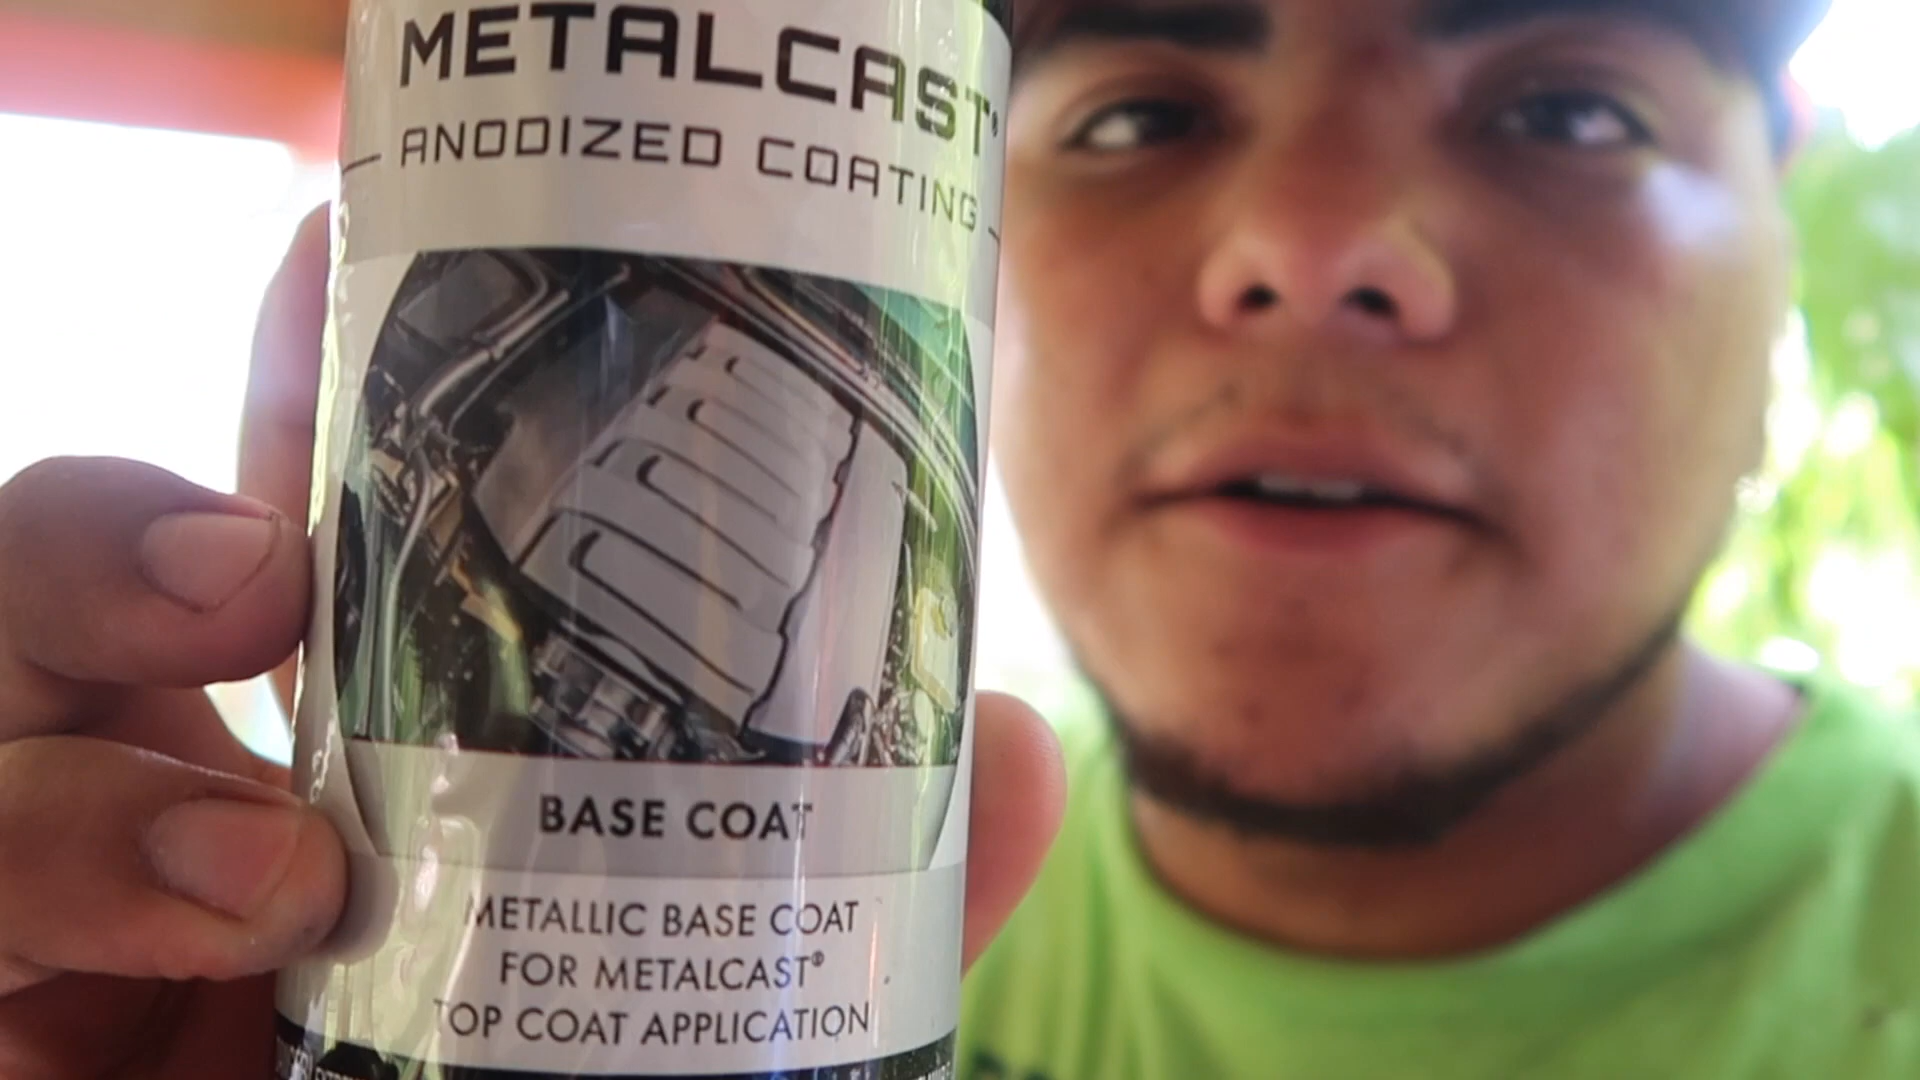 METALCAST®
ANODIZED COATING
BASE COAT
METALLIC BASE COAT
FOR METALCAST®
TOP COAT APPLICATION